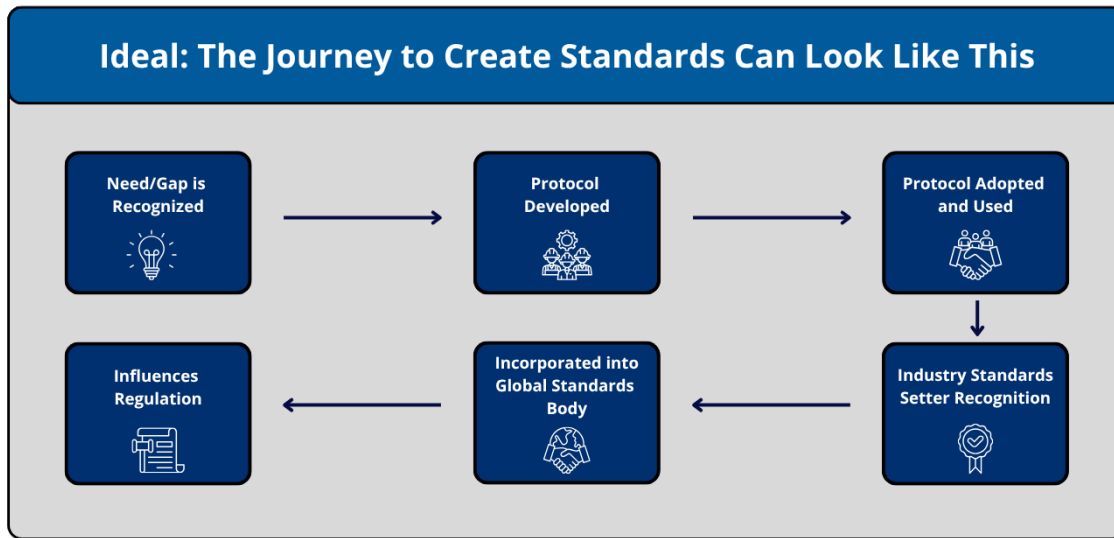 Ideal: The Journey to Create Standards Can Look Like This
Need/Gap is
Recognized
Protocol
Developed
Protocol Adopted
and Used
Industry Standards
Setter Recognition
Incorporated into
Global Standards
Body
Influences
Regulation